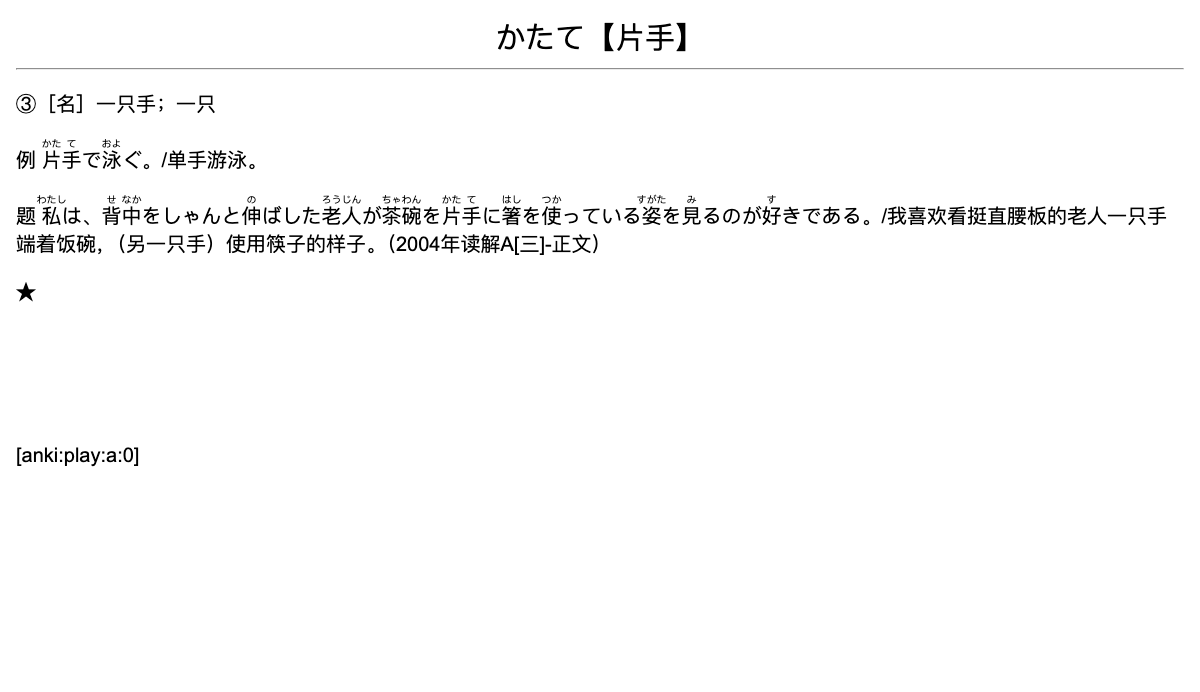 かたて【片手】
③［名］一只手；一只
例 片手で泳ぐ。/单手游泳。
かた て およ
题 私は、背中をしゃんと伸ばした老人が茶碗を片手に箸を使っている姿を見るのが好きである。/我喜欢看挺直腰板的老人一只手
わたし せ なか の ろうじん ちゃわん かた て はし つか すがた み す
端着饭碗，（另一只手）使用筷子的样子。（2004年读解A[三]-正文）
★
[anki:play:a:0]